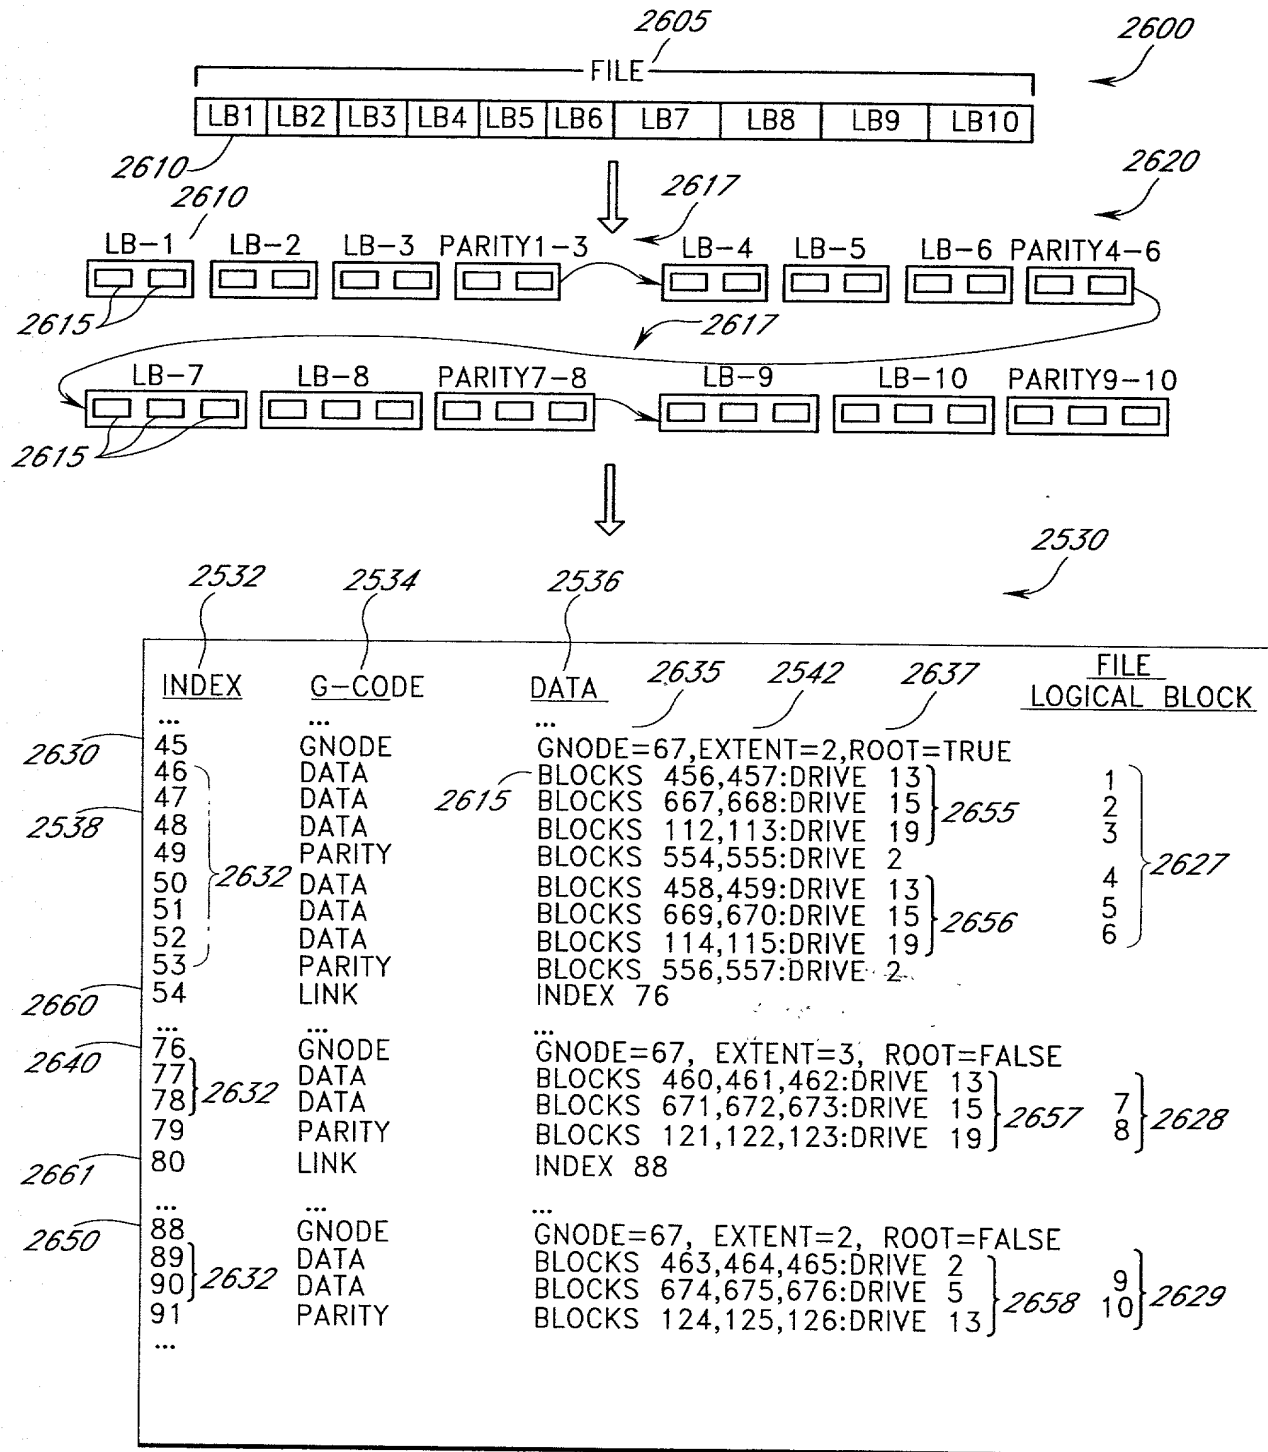 2605
2600
FILE
LB1 LB2 LB3 LB4 LB5 LB6 LB7 LB8 LB9 LB10
2610
2620
2610
2617
LB-1 LB-2 LB-3 PARITY1-3 LB-4 LB-5 LB-6 PARITY4-6
2615
2617
LB-7 LB-8 PARITY7-8 LB-9 LB-10 PARITY9-10
2615
2530
2532 2534 2536
INDEX G-CODE DATA 2635 2542 2637 FILE
LOGICAL BLOCK
... ... ...
2630 45 GNODE GNODE=67,EXTENT=2,ROOT=TRUE
46 DATA 2615 BLOCKS 456,457:DRIVE 13 1
47 DATA BLOCKS 667,668:DRIVE 15 2655 2
2538 48 DATA BLOCKS 112,113:DRIVE 19 3
49 PARITY BLOCKS 554,555:DRIVE 2 2627
2632 50 DATA BLOCKS 458,459:DRIVE 13 4
51 DATA BLOCKS 669,670:DRIVE 15 2656 5
52 DATA BLOCKS 114,115:DRIVE 19 6
53 PARITY BLOCKS 556,557:DRIVE 2
2660 54 LINK INDEX 76
... ... ...
2640 76 GNODE GNODE=67, EXTENT=3, ROOT=FALSE
77 2632 DATA BLOCKS 460,461,462:DRIVE 13
78 DATA BLOCKS 671,672,673:DRIVE 15 2657 7 2628
79 PARITY BLOCKS 121,122,123:DRIVE 19 8
2661 80 LINK INDEX 88
... ... ...
2650 88 GNODE GNODE=67, EXTENT=2, ROOT=FALSE
89 2632 DATA BLOCKS 463,464,465:DRIVE 2
90 DATA BLOCKS 674,675,676:DRIVE 5 2658 9 2629
91 PARITY BLOCKS 124,125,126:DRIVE 13 10
...